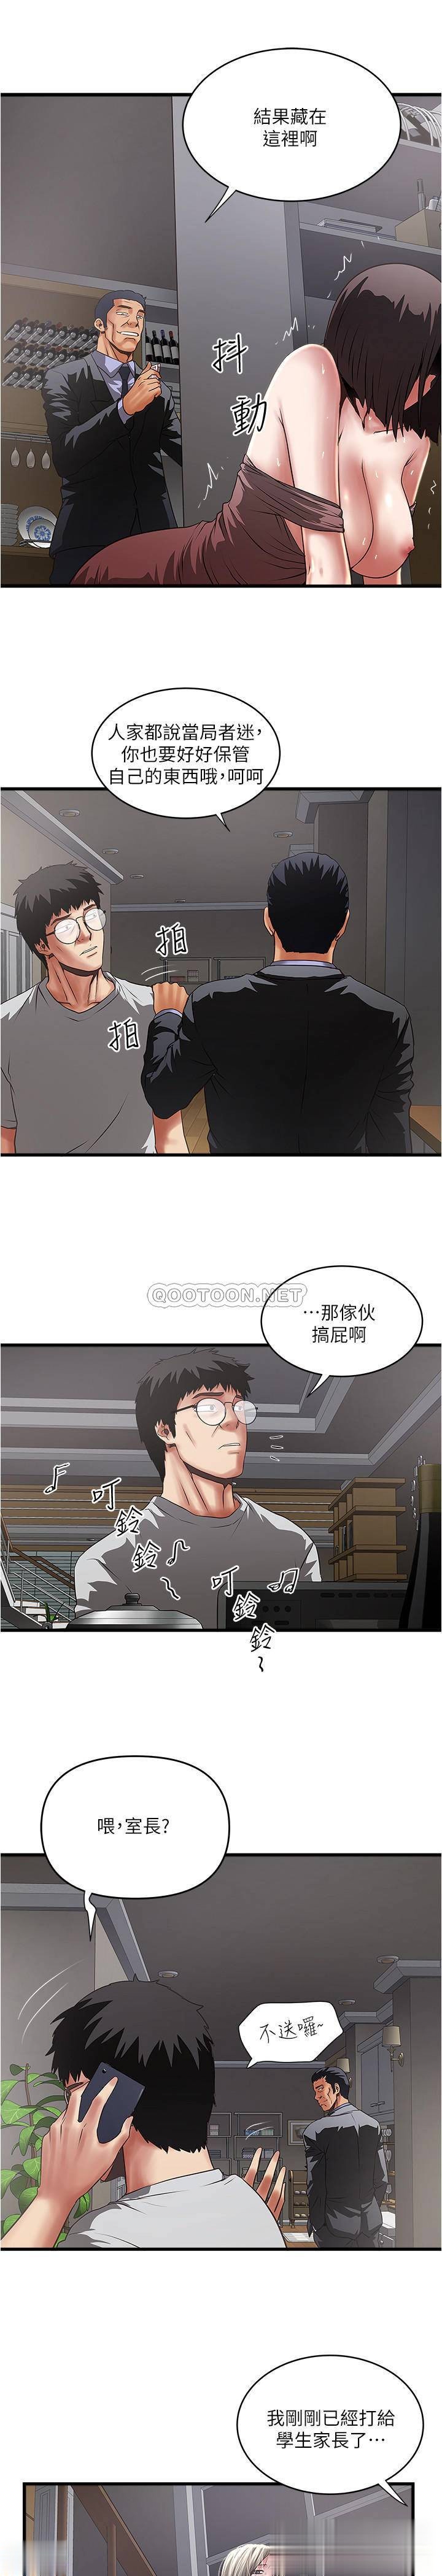 結果藏在
這裡啊
抖
動
人家都說當局者迷，
你也要好好保管
自己的東西哦，呵呵
拍
拍
QOOTOON.NET
⋯那傢伙
搞屁啊
叮
鈴
鈴
叮
鈴
鈴
～
喂，室長？
不送囉~
我剛剛已經打給
學生家長了⋯